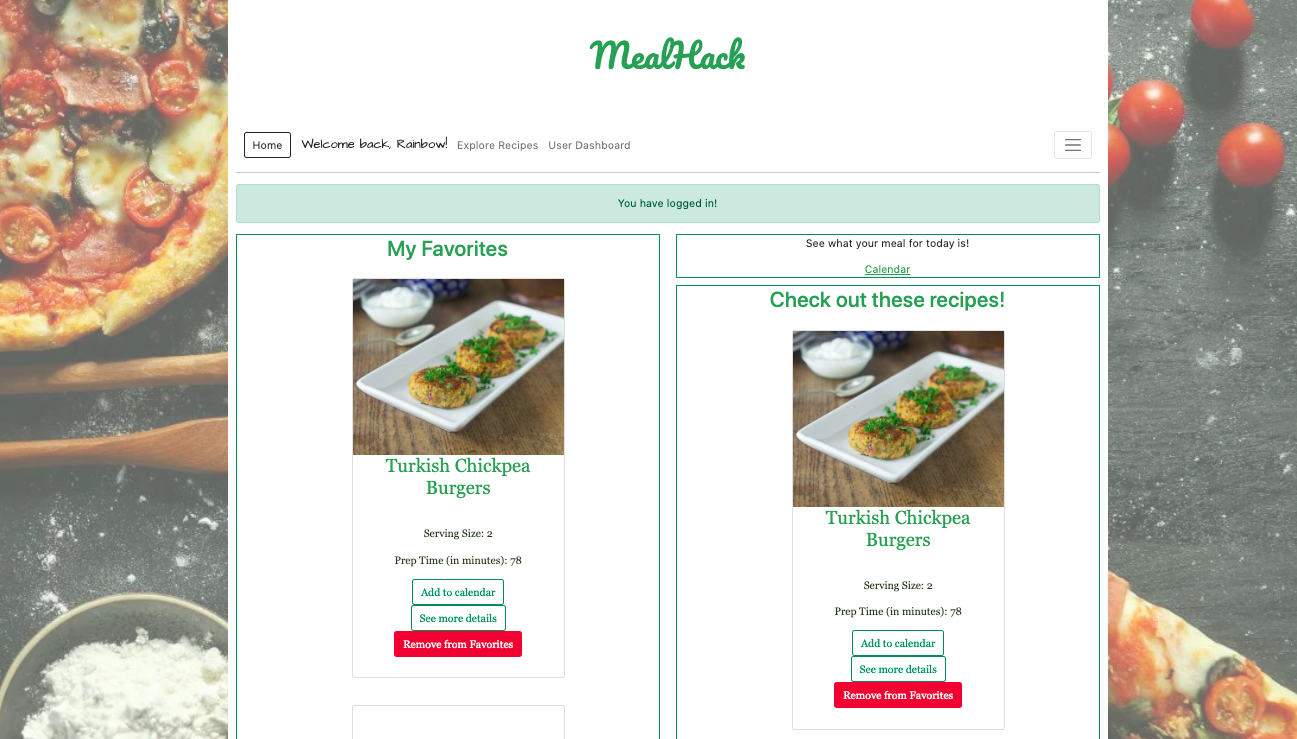 MealHack
Home Welcome back, Rainbow! Explore Recipes User Dashboard
You have logged in!
My Favorites
Turkish Chickpea
Burgers
Serving Size: 2
Prep Time (in minutes): 78
Add to calendar
See more details
Remove from Favorites
See what your meal for today is!
Calendar
Check out these recipes!
Turkish Chickpea
Burgers
Serving Size: 2
Prep Time (in minutes): 78
Add to calendar
See more details
Remove from Favorites